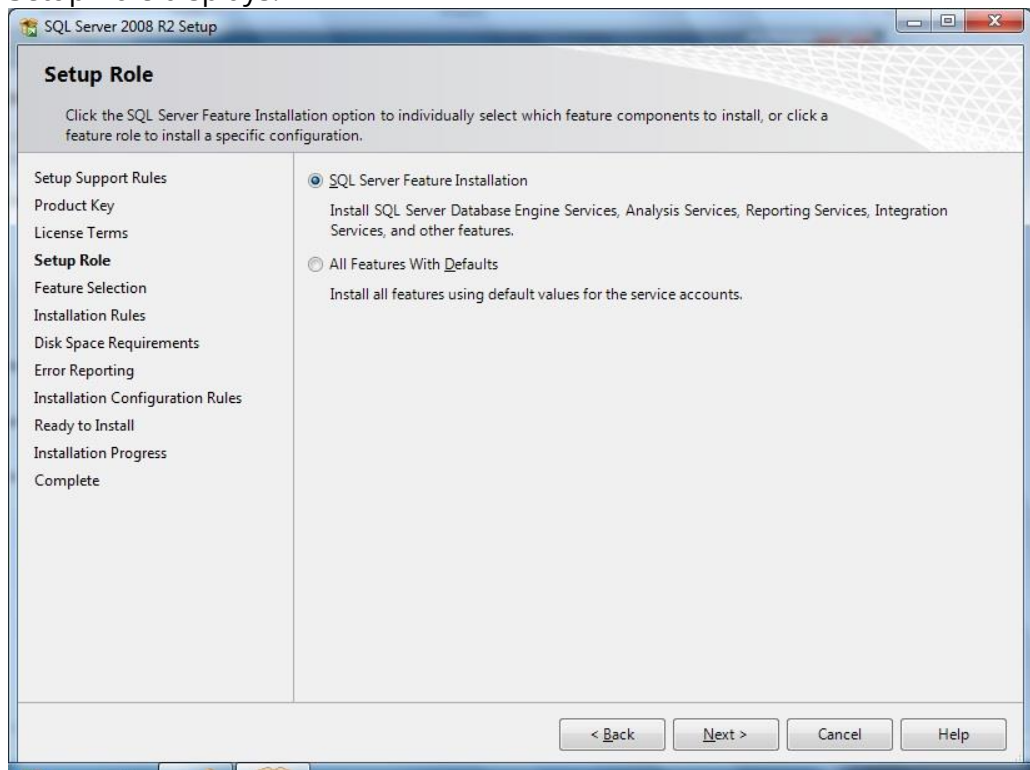 SQL Server 2008 R2 Setup
Setup Role
Click the SQL Server Feature Installation option to individually select which feature components to install, or click a
feature role to install a specific configuration.
Setup Support Rules
Product Key
License Terms
Setup Role
Feature Selection
Installation Rules
Disk Space Requirements
Error Reporting
Installation Configuration Rules
Ready to Install
Installation Progress
Complete
SQL Server Feature Installation
Install SQL Server Database Engine Services, Analysis Services, Reporting Services, Integration
Services, and other features.
All Features With Defaults
Install all features using default values for the service accounts.
< Back
Next >
Cancel
Help